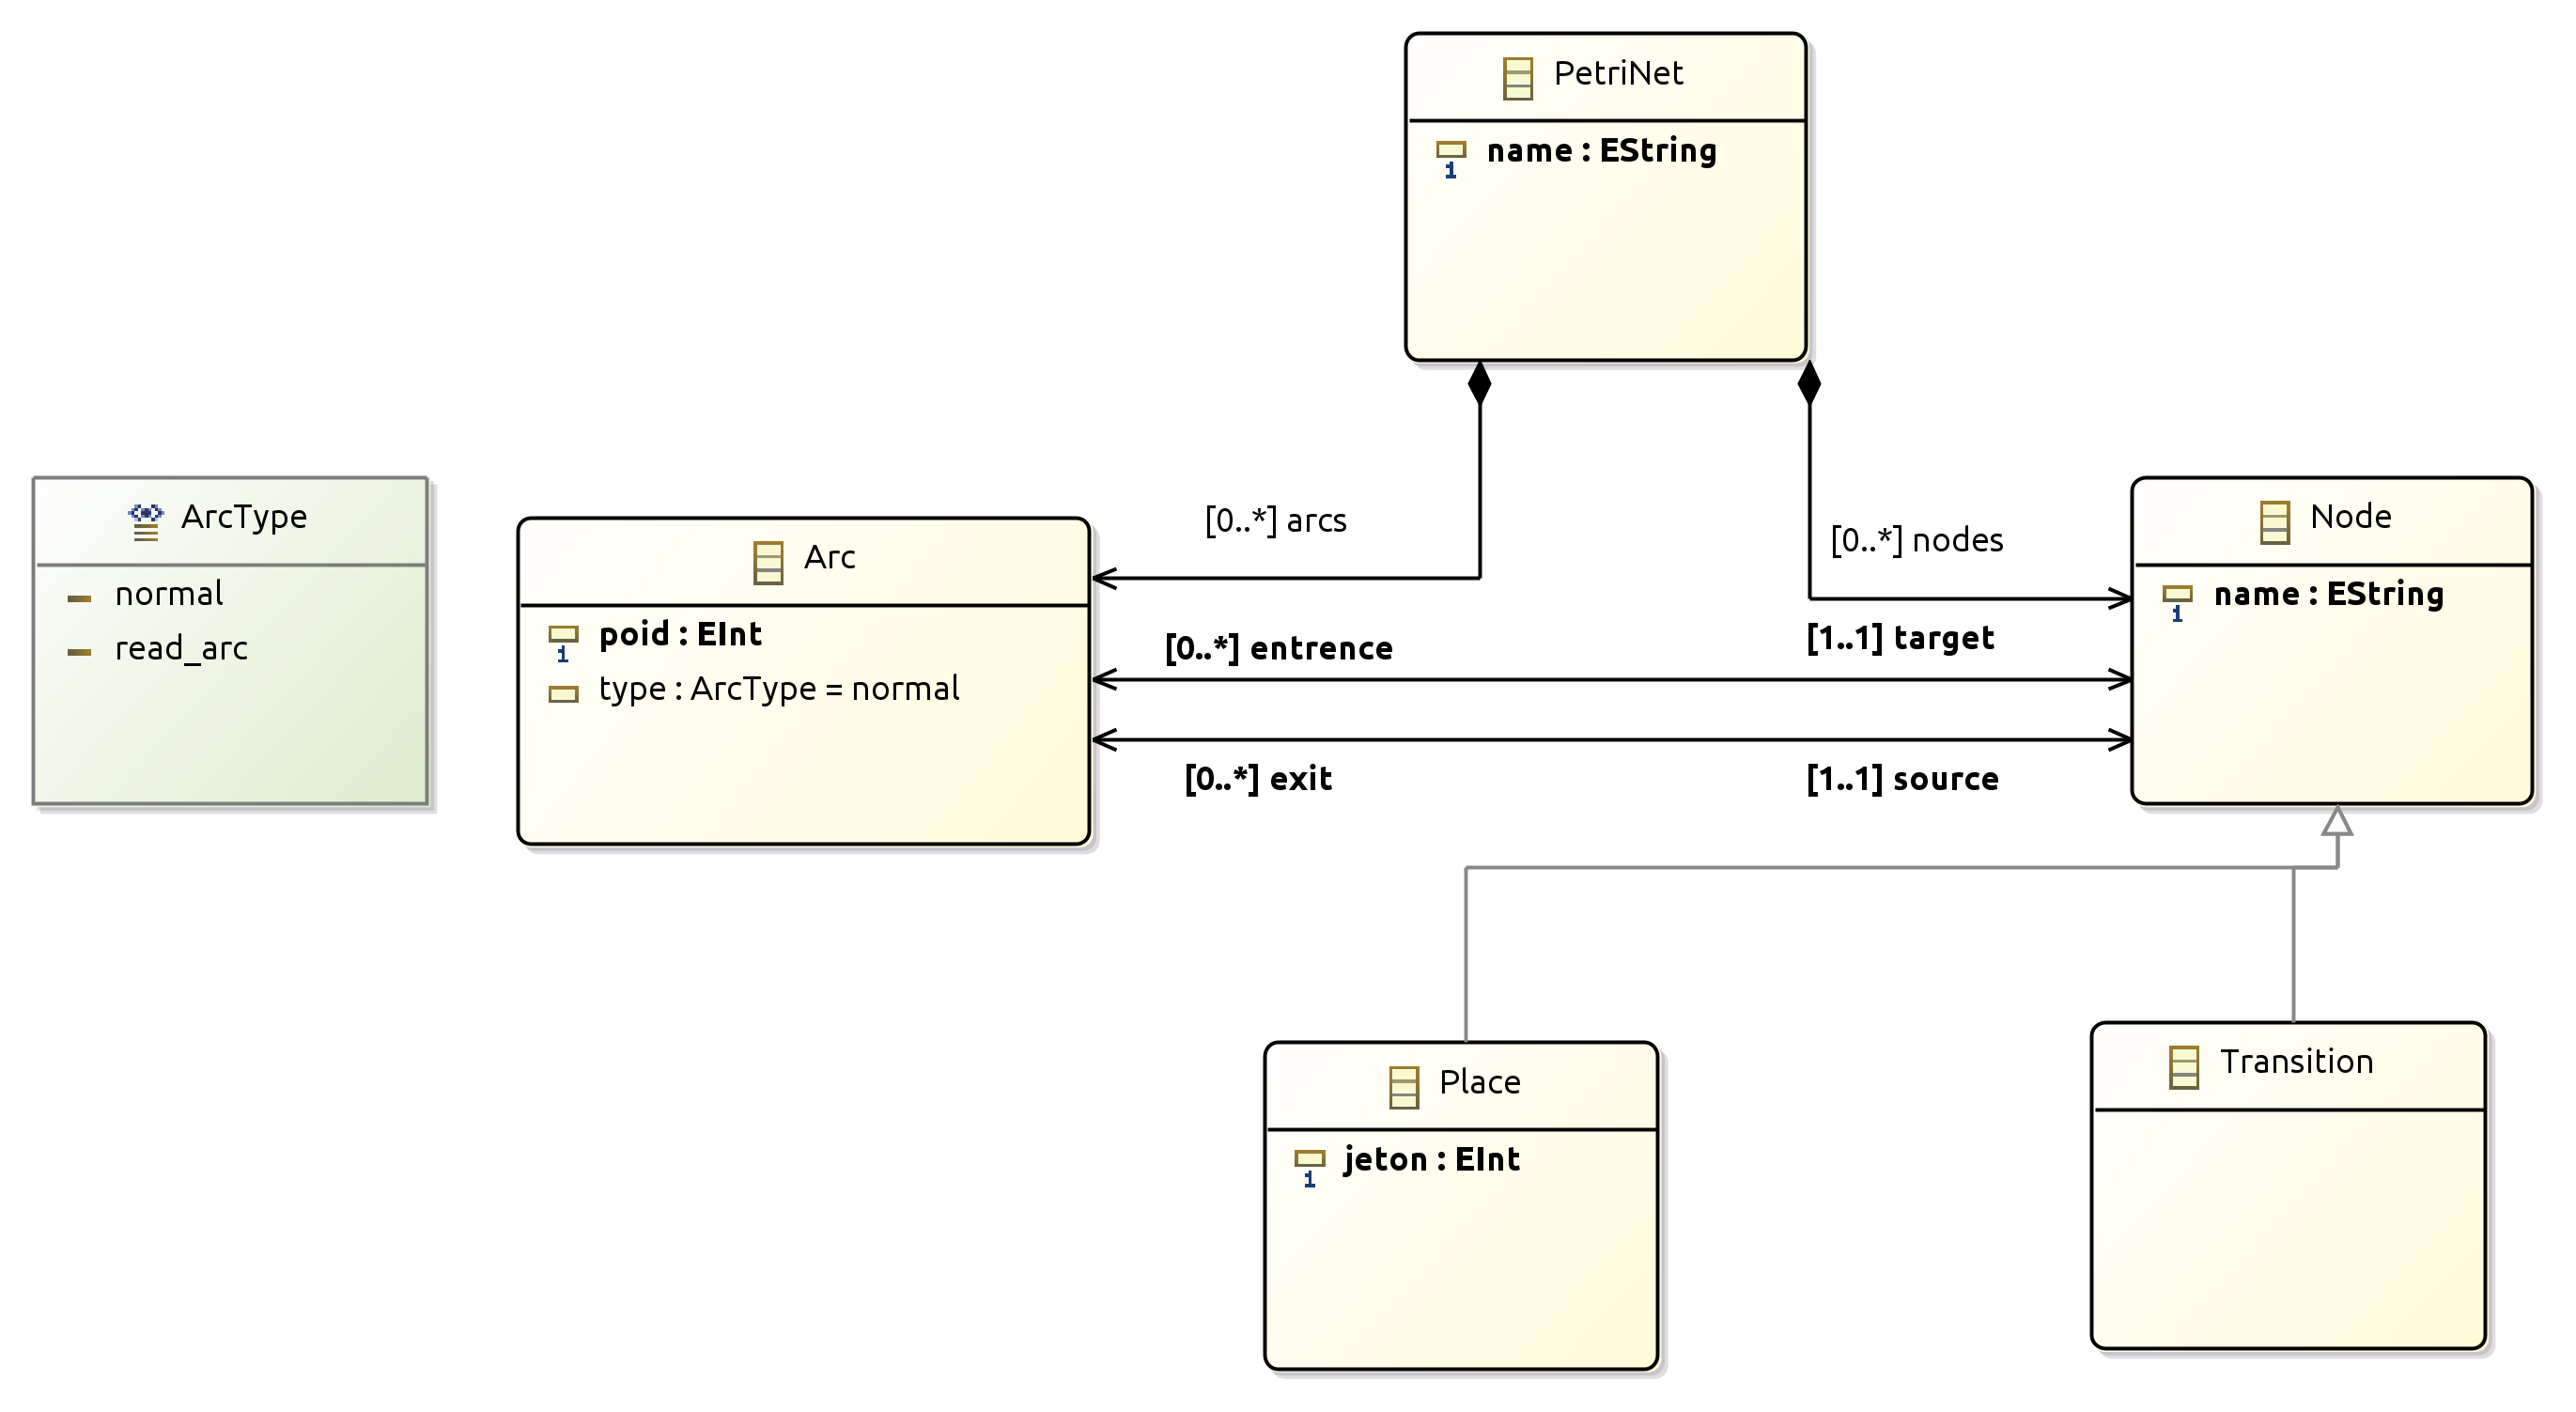 PetriNet
name : EString
ArcType
normal
read_arc
Arc
poid : EInt
type : ArcType = normal
[0..*] arcs
[0..*] nodes
[0..*] entrence
[1..1] target
[0..*] exit
[1..1] source
Node
name : EString
Place
jeton : EInt
Transition